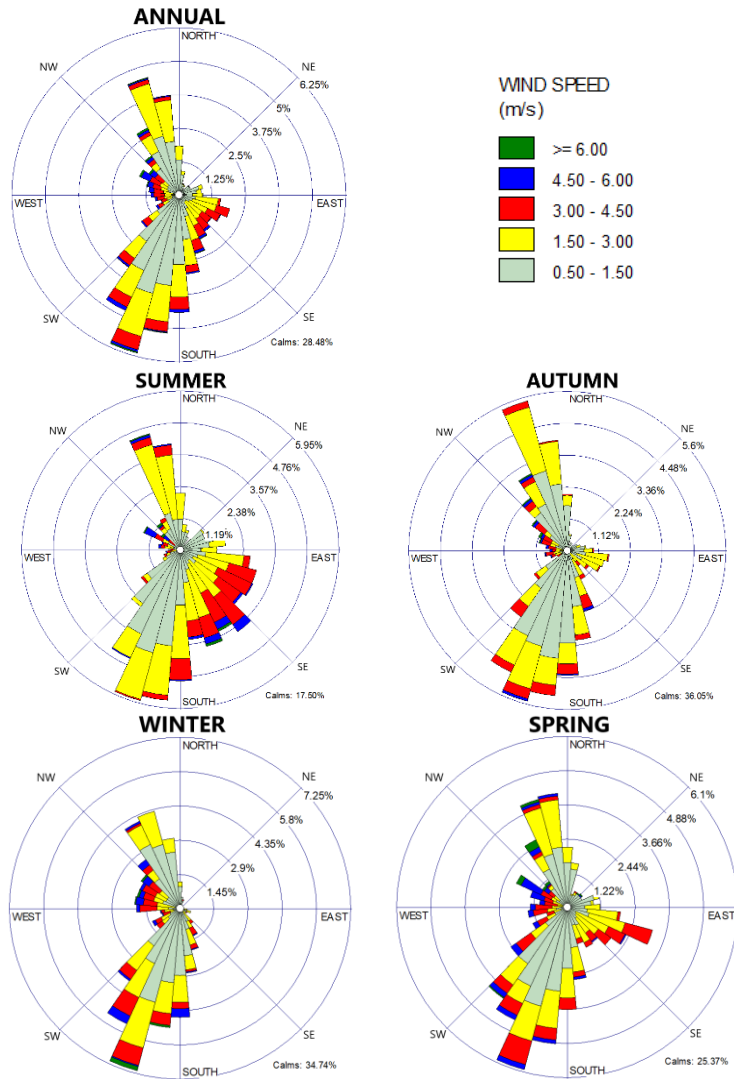 ANNUAL
NORTH
NW
NE
6.25%
5%
3.75%
2.5%
1.25%
WEST
EAST
SW
SE
SOUTH
Calms: 28.48%
WIND SPEED
(m/s)
>= 6.00
4.50 - 6.00
3.00 - 4.50
1.50 - 3.00
0.50 - 1.50
SUMMER
NORTH
NW
NE
5.95%
4.76%
3.57%
2.38%
1.19%
WEST
EAST
SW
SE
SOUTH
Calms: 17.50%
AUTUMN
NORTH
NW
NE
5.6%
4.48%
3.36%
2.24%
1.12%
WEST
EAST
SW
SE
SOUTH
Calms: 36.05%
WINTER
NORTH
NW
NE
7.25%
5.8%
4.35%
2.9%
1.45%
WEST
EAST
SW
SE
SOUTH
Calms: 34.74%
SPRING
NORTH
NW
NE
6.1%
4.88%
3.66%
2.44%
1.22%
WEST
EAST
SW
SE
SOUTH
Calms: 25.37%